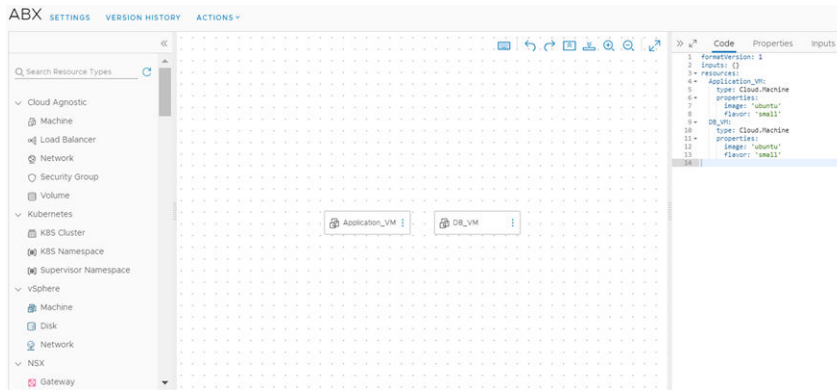 ABX SETTINGS VERSION HISTORY ACTIONS
Search Resource Types
Cloud Agnostic
Machine
Load Balancer
Network
Security Group
Volume
Kubernetes
K8S Cluster
K8S Namespace
Supervisor Namespace
vSphere
Machine
Disk
Network
NSX
Gateway
Application_VM
DB_VM
Code Properties Inputs
1 formatVersion: 1
2 inputs: {}
3 resources:
4 Application_VM:
5 type: Cloud.Machine
6 properties:
7 image: 'ubuntu'
8 flavor: 'small'
9 DB_VM:
10 type: Cloud.Machine
11 properties:
12 image: 'ubuntu'
13 flavor: 'small'
14